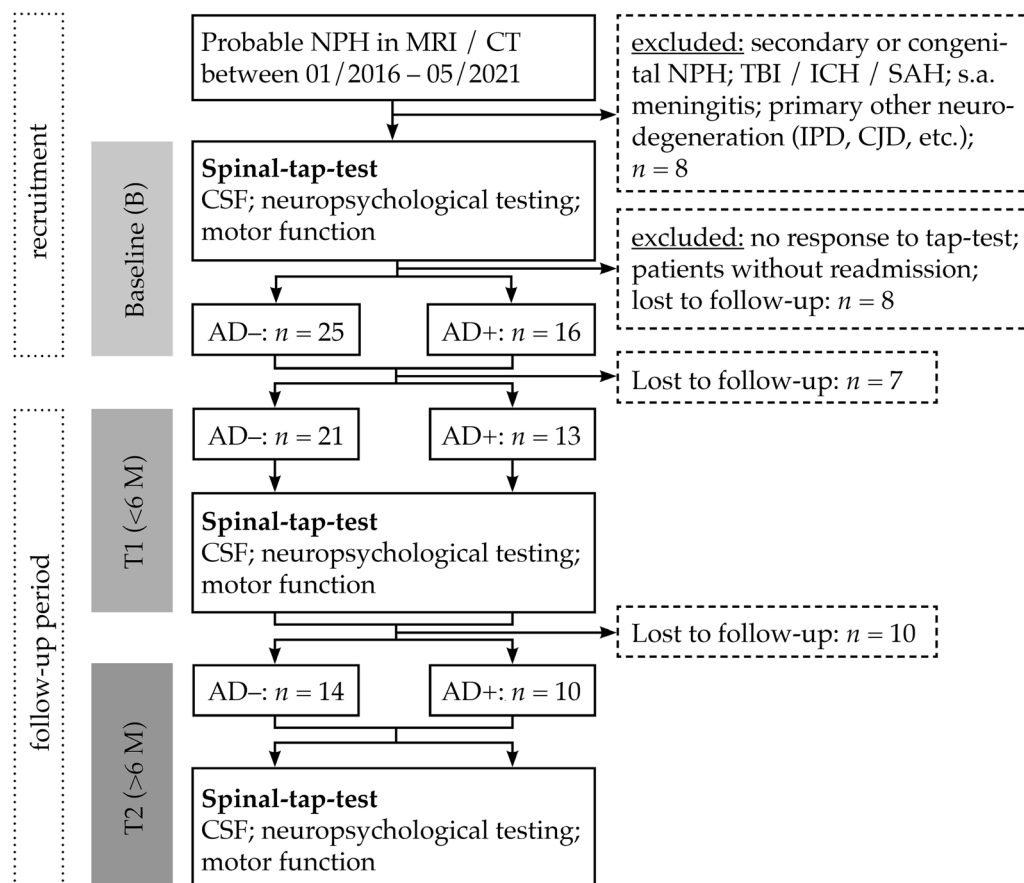 Probable NPH in MRI / CT
between 01/2016 – 05/2021
excluded: secondary or congeni-
tal NPH; TBI / ICH / SAH; s.a.
meningitis; primary other neuro-
degeneration (IPD, CJD, etc.);
n = 8
recruitment
Baseline (B)
Spinal-tap-test
CSF; neuropsychological testing;
motor function
excluded: no response to tap-test;
patients without readmission;
lost to follow-up: n = 8
AD–: n = 25
AD+: n = 16
Lost to follow-up: n = 7
follow-up period
T1 (<6 M)
AD–: n = 21
AD+: n = 13
Spinal-tap-test
CSF; neuropsychological testing;
motor function
Lost to follow-up: n = 10
T2 (>6 M)
AD–: n = 14
AD+: n = 10
Spinal-tap-test
CSF; neuropsychological testing;
motor function